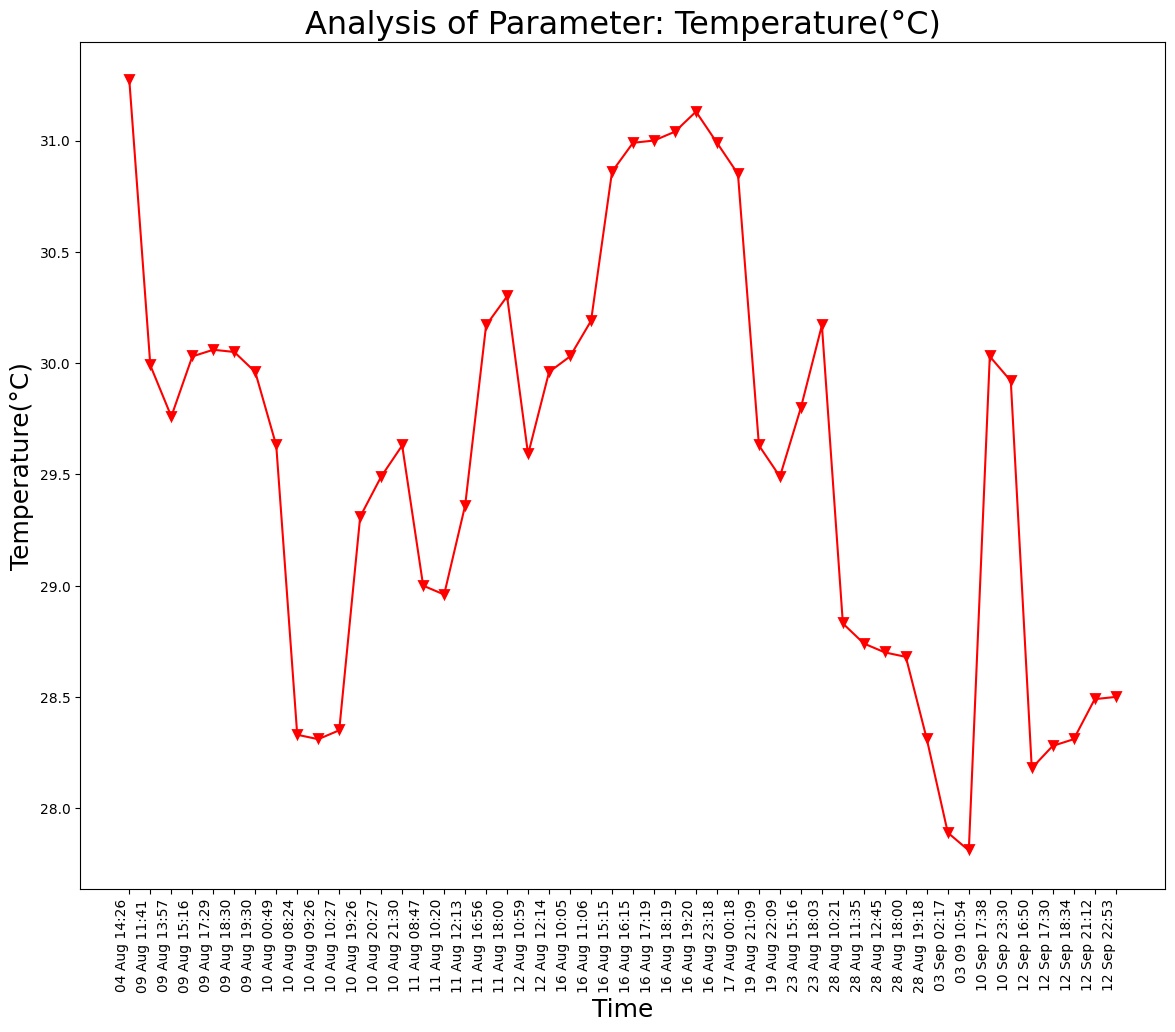 Analysis of Parameter: Temperature(°C)
Temperature(°C)
31.0
30.5
30.0
29.5
29.0
28.5
28.0
04 Aug 14:26
09 Aug 11:41
09 Aug 13:57
09 Aug 15:16
09 Aug 17:29
09 Aug 18:30
09 Aug 19:30
10 Aug 00:49
10 Aug 08:24
10 Aug 09:26
10 Aug 10:27
10 Aug 19:26
10 Aug 20:27
10 Aug 21:30
11 Aug 08:47
11 Aug 10:20
11 Aug 12:13
11 Aug 16:56
11 Aug 18:00
12 Aug 10:59
12 Aug 12:14
16 Aug 10:05
16 Aug 11:06
16 Aug 15:15
16 Aug 16:15
16 Aug 17:19
16 Aug 18:19
16 Aug 19:20
16 Aug 23:18
17 Aug 00:18
19 Aug 21:09
19 Aug 22:09
23 Aug 15:16
23 Aug 18:03
28 Aug 10:21
28 Aug 11:35
28 Aug 12:45
28 Aug 18:00
28 Aug 19:18
03 Sep 02:17
03 09 10:54
10 Sep 17:38
10 Sep 23:30
12 Sep 16:50
12 Sep 17:30
12 Sep 18:34
12 Sep 21:12
12 Sep 22:53
Time